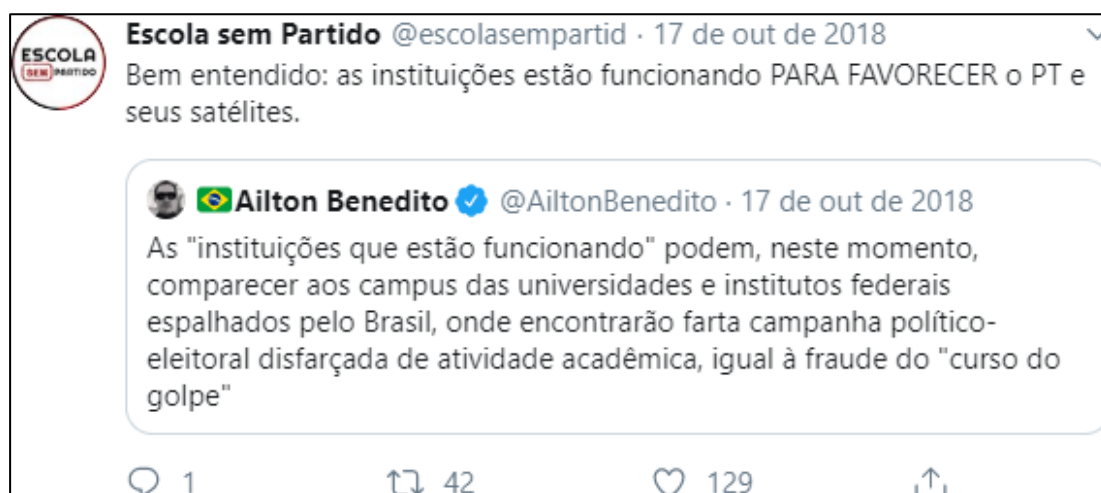 ESCOLA
SEM PARTIDO
Escola sem Partido @escolasempartid · 17 de out de 2018
Bem entendido: as instituições estão funcionando PARA FAVORECER o PT e
seus satélites.
Ailton Benedito @AiltonBenedito · 17 de out de 2018
As "instituições que estão funcionando" podem, neste momento,
comparecer aos campus das universidades e institutos federais
espalhados pelo Brasil, onde encontrarão farta campanha político-
eleitoral disfarçada de atividade acadêmica, igual à fraude do "curso do
golpe"
1 42 129